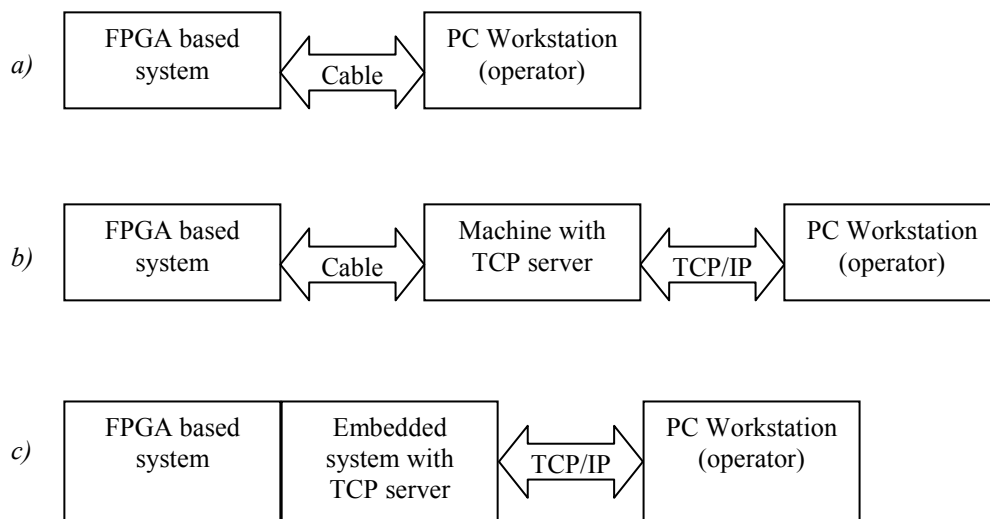 a)
FPGA based
system
Cable
PC Workstation
(operator)
b)
FPGA based
system
Cable
Machine with
TCP server
TCP/IP
PC Workstation
(operator)
c)
FPGA based
system
Embedded
system with
TCP server
TCP/IP
PC Workstation
(operator)